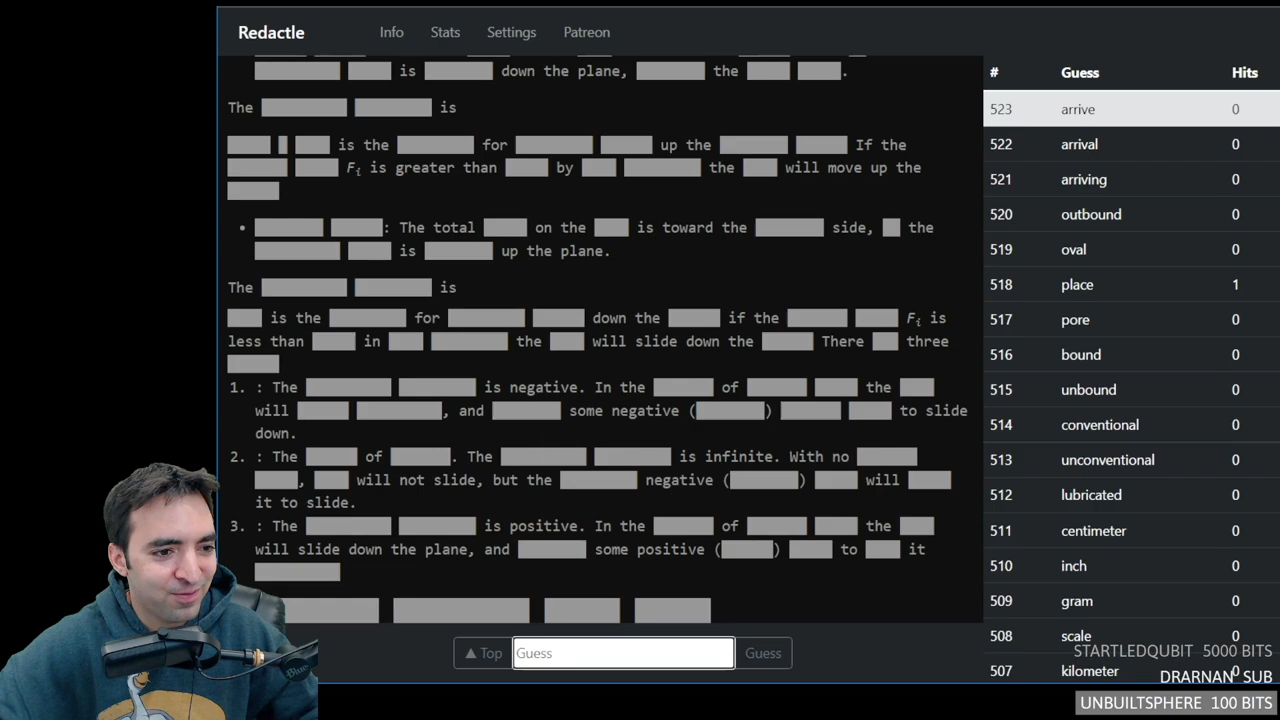 Redactle Info Stats Settings Patreon
is down the plane, the .
The is
is the for up the If the
Fi is greater than by the will move up the
• : The total on the is toward the side, the
is up the plane.
The is
is the for down the if the Fi is
less than in the will slide down the There three
1. : The is negative. In the of the
will , and some negative ( ) to slide
down.
2. : The of . The is infinite. With no
, will not slide, but the negative ( ) will
it to slide.
3. : The is positive. In the of the
will slide down the plane, and some positive ( ) to it
▲ Top Guess Guess
# Guess Hits
523 arrive 0
522 arrival 0
521 arriving 0
520 outbound 0
519 oval 0
518 place 1
517 pore 0
516 bound 0
515 unbound 0
514 conventional 0
513 unconventional 0
512 lubricated 0
511 centimeter 0
510 inch 0
509 gram 0
508 scale
507 kilometer 0
STARTLEDQUBIT 5000 BITS
DRARNAN SUB
UNBUILTSPHERE 100 BITS